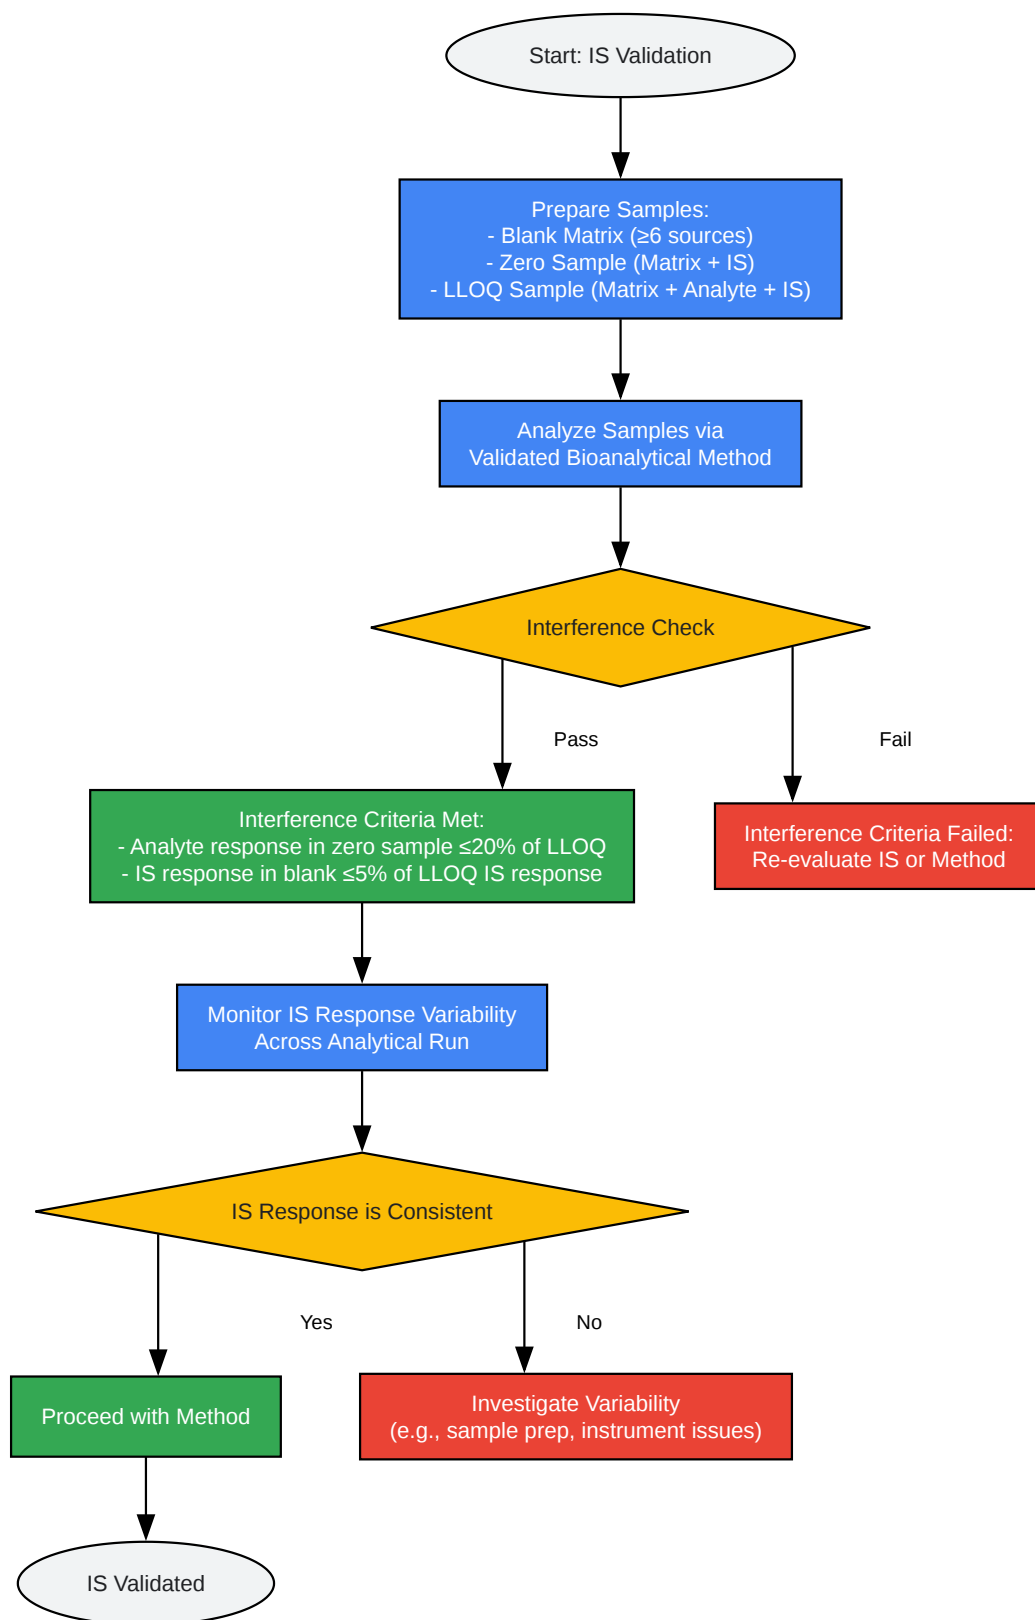 Start: IS Validation
Prepare Samples:
- Blank Matrix (≥6 sources)
- Zero Sample (Matrix + IS)
- LLOQ Sample (Matrix + Analyte + IS)
Analyze Samples via
Validated Bioanalytical Method
Interference Check
Pass
Fail
Interference Criteria Met:
- Analyte response in zero sample ≤20% of LLOQ
- IS response in blank ≤5% of LLOQ IS response
Interference Criteria Failed:
Re-evaluate IS or Method
Monitor IS Response Variability
Across Analytical Run
IS Response is Consistent
Yes
No
Proceed with Method
Investigate Variability
(e.g., sample prep, instrument issues)
IS Validated